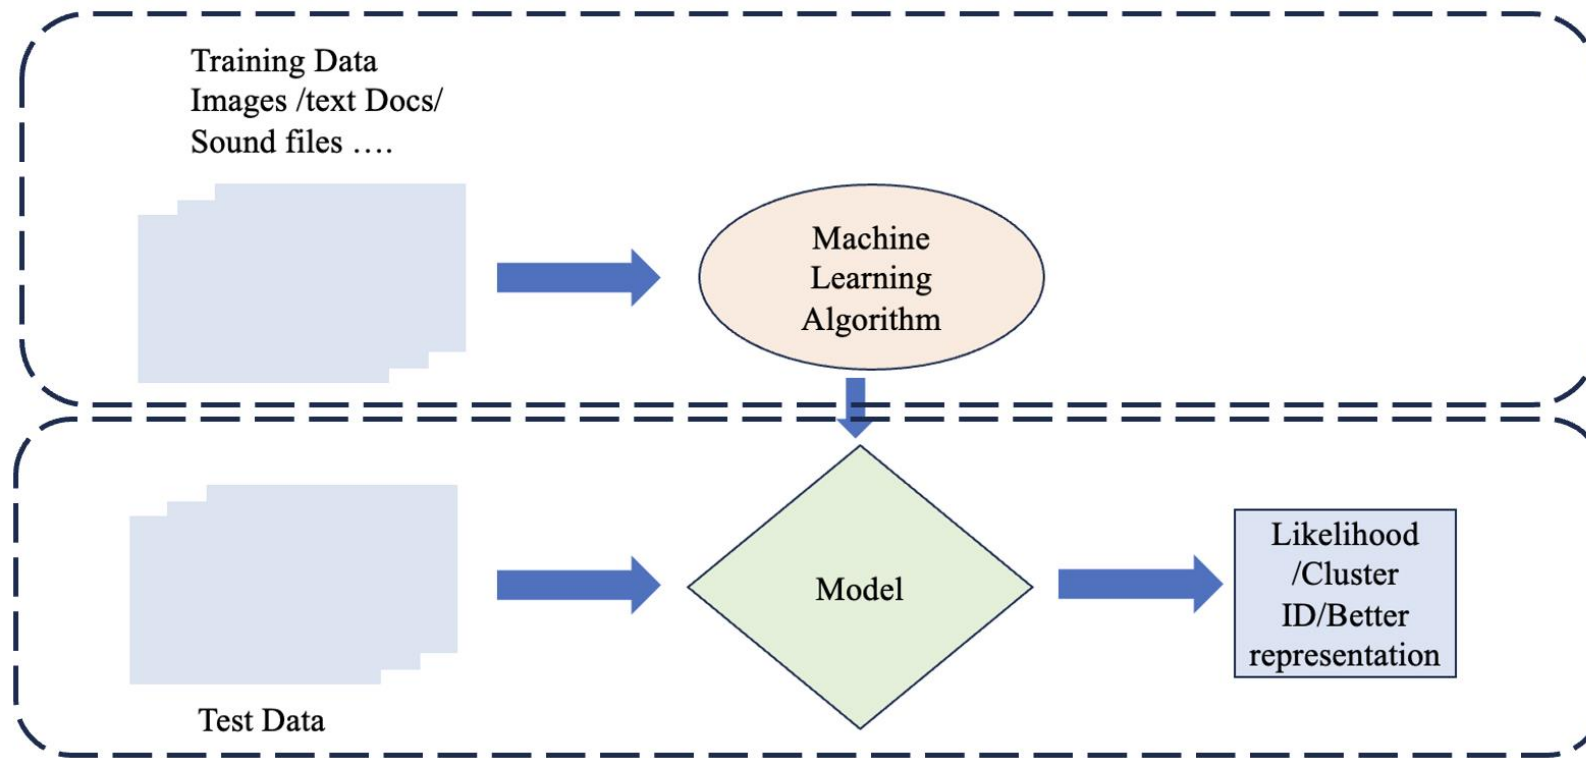 Training Data
Images /text Docs/
Sound files ….
Machine
Learning
Algorithm
Model
Likelihood
/Cluster
ID/Better
representation
Test Data